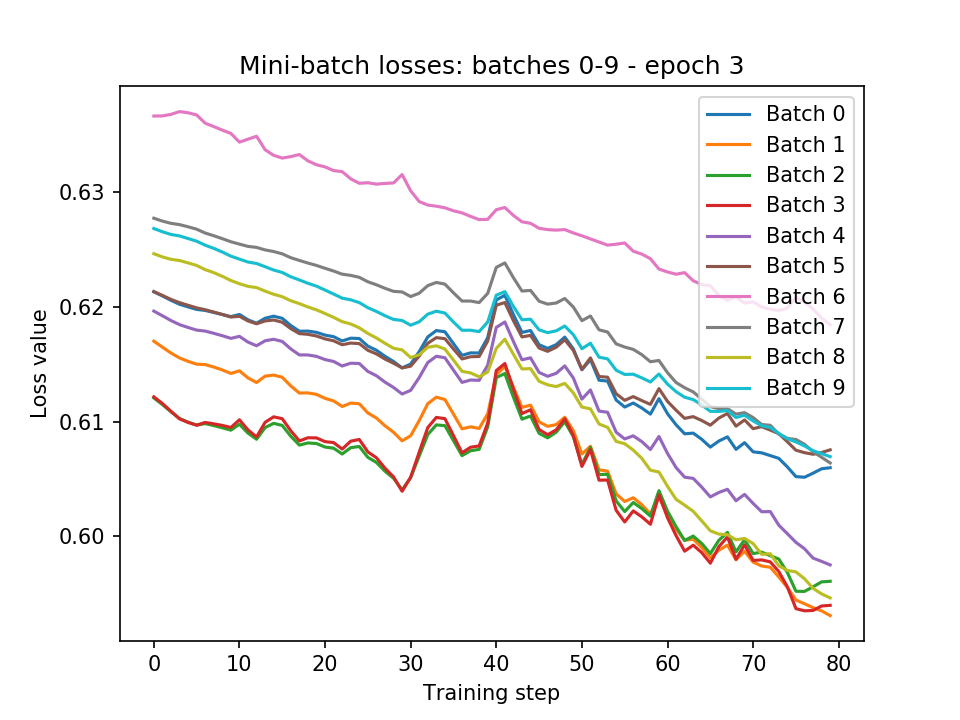 Mini-batch losses: batches 0-9 - epoch 3
Batch 0
Batch 1
Batch 2
Batch 3
Batch 4
Batch 5
Batch 6
Batch 7
Batch 8
Batch 9
Loss value
0.63
0.62
0.61
0.60
0 10 20 30 40 50 60 70 80
Training step